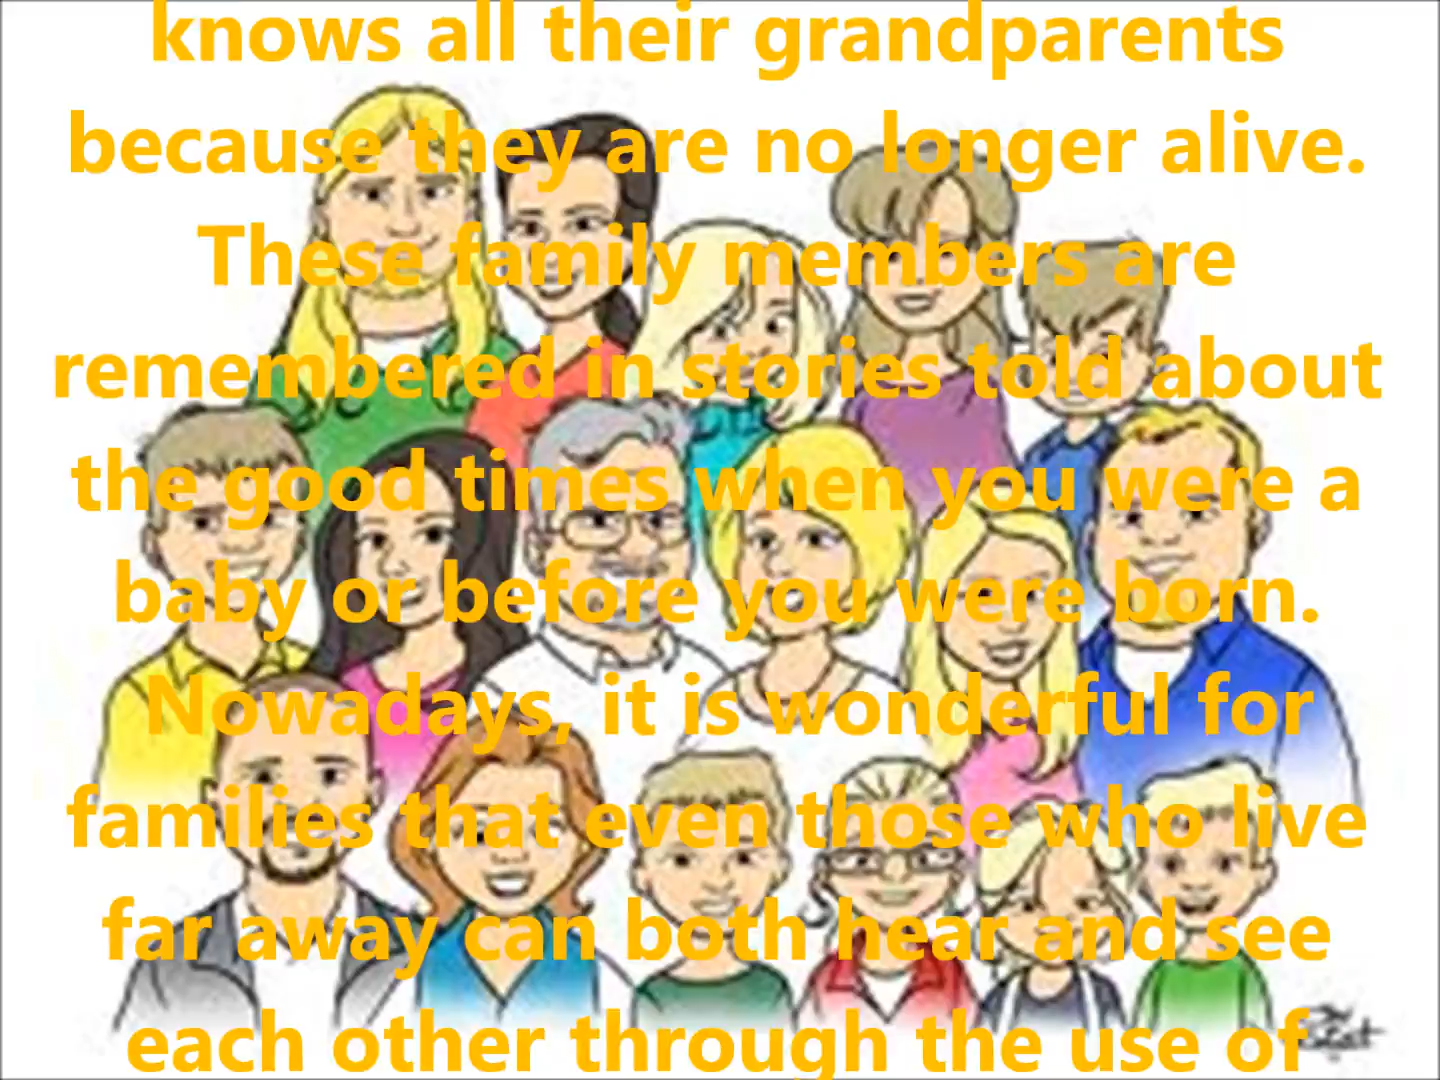 knows all their grandparents
because they are no longer alive.
These family members are
remembered in stories told about
the good times when you were a
baby or before you were born.
Nowadays, it is wonderful for
families that even those who live
far away can both hear and see
each other through the use of